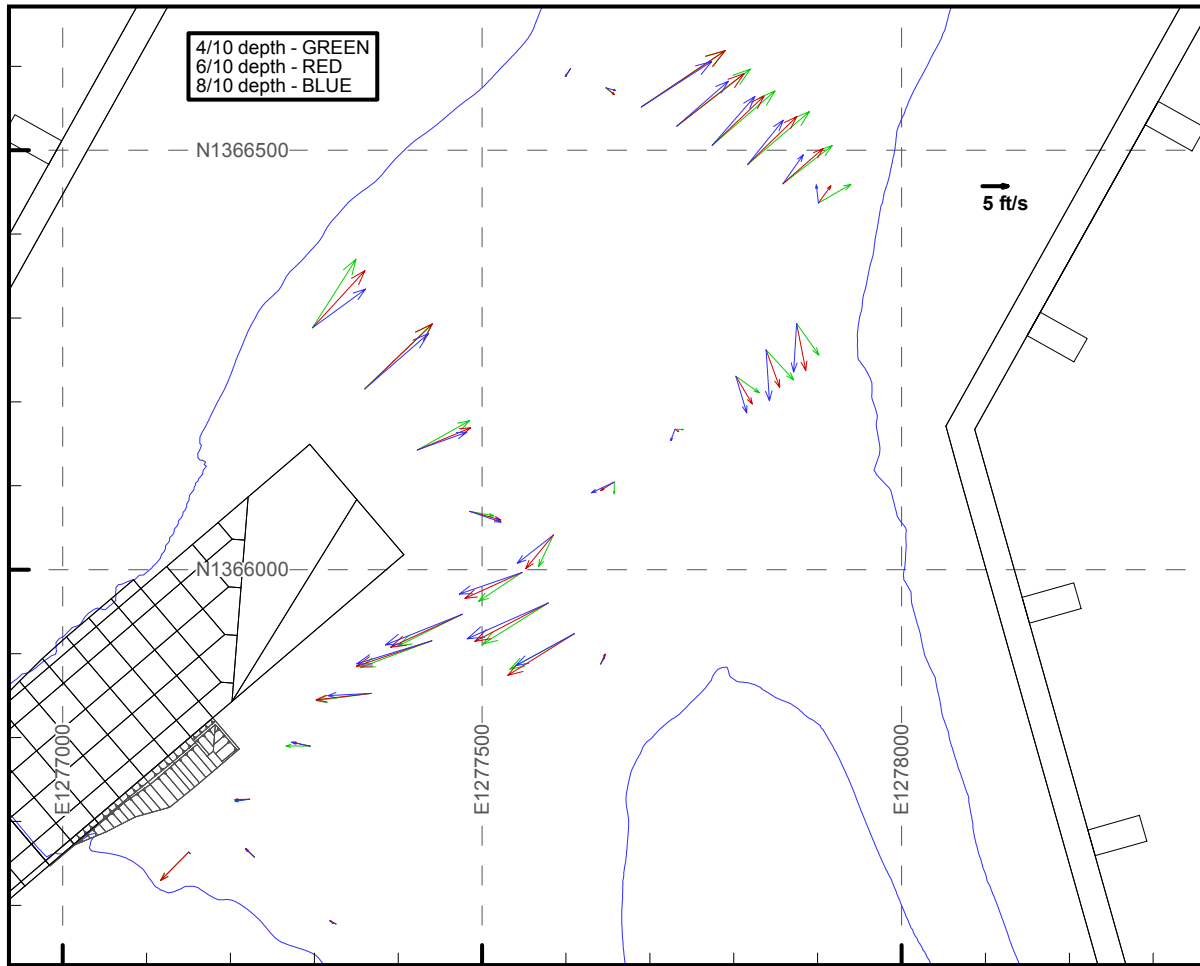 4/10 depth - GREEN
6/10 depth - RED
8/10 depth - BLUE
N1366500
5 ft/s
N1366000
E1277000
E1277500
E1278000